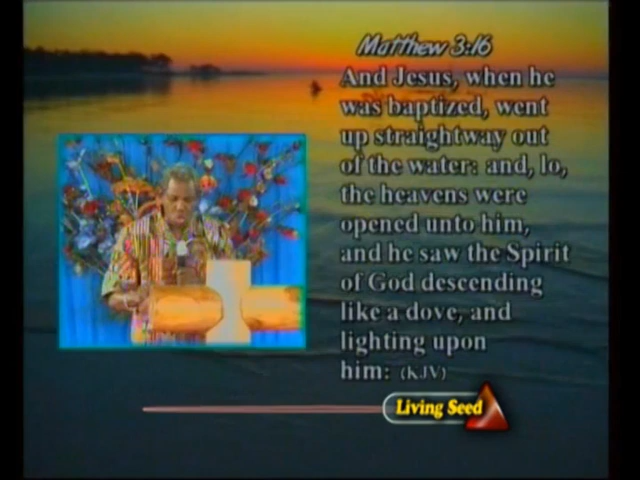 Matthew 3:16
And Jesus, when he
was baptized, went
up straightway out
of the water: and, lo,
the heavens were
opened unto him,
and he saw the Spirit
of God descending
like a dove, and
lighting upon
him: (KJV)
Living Seed